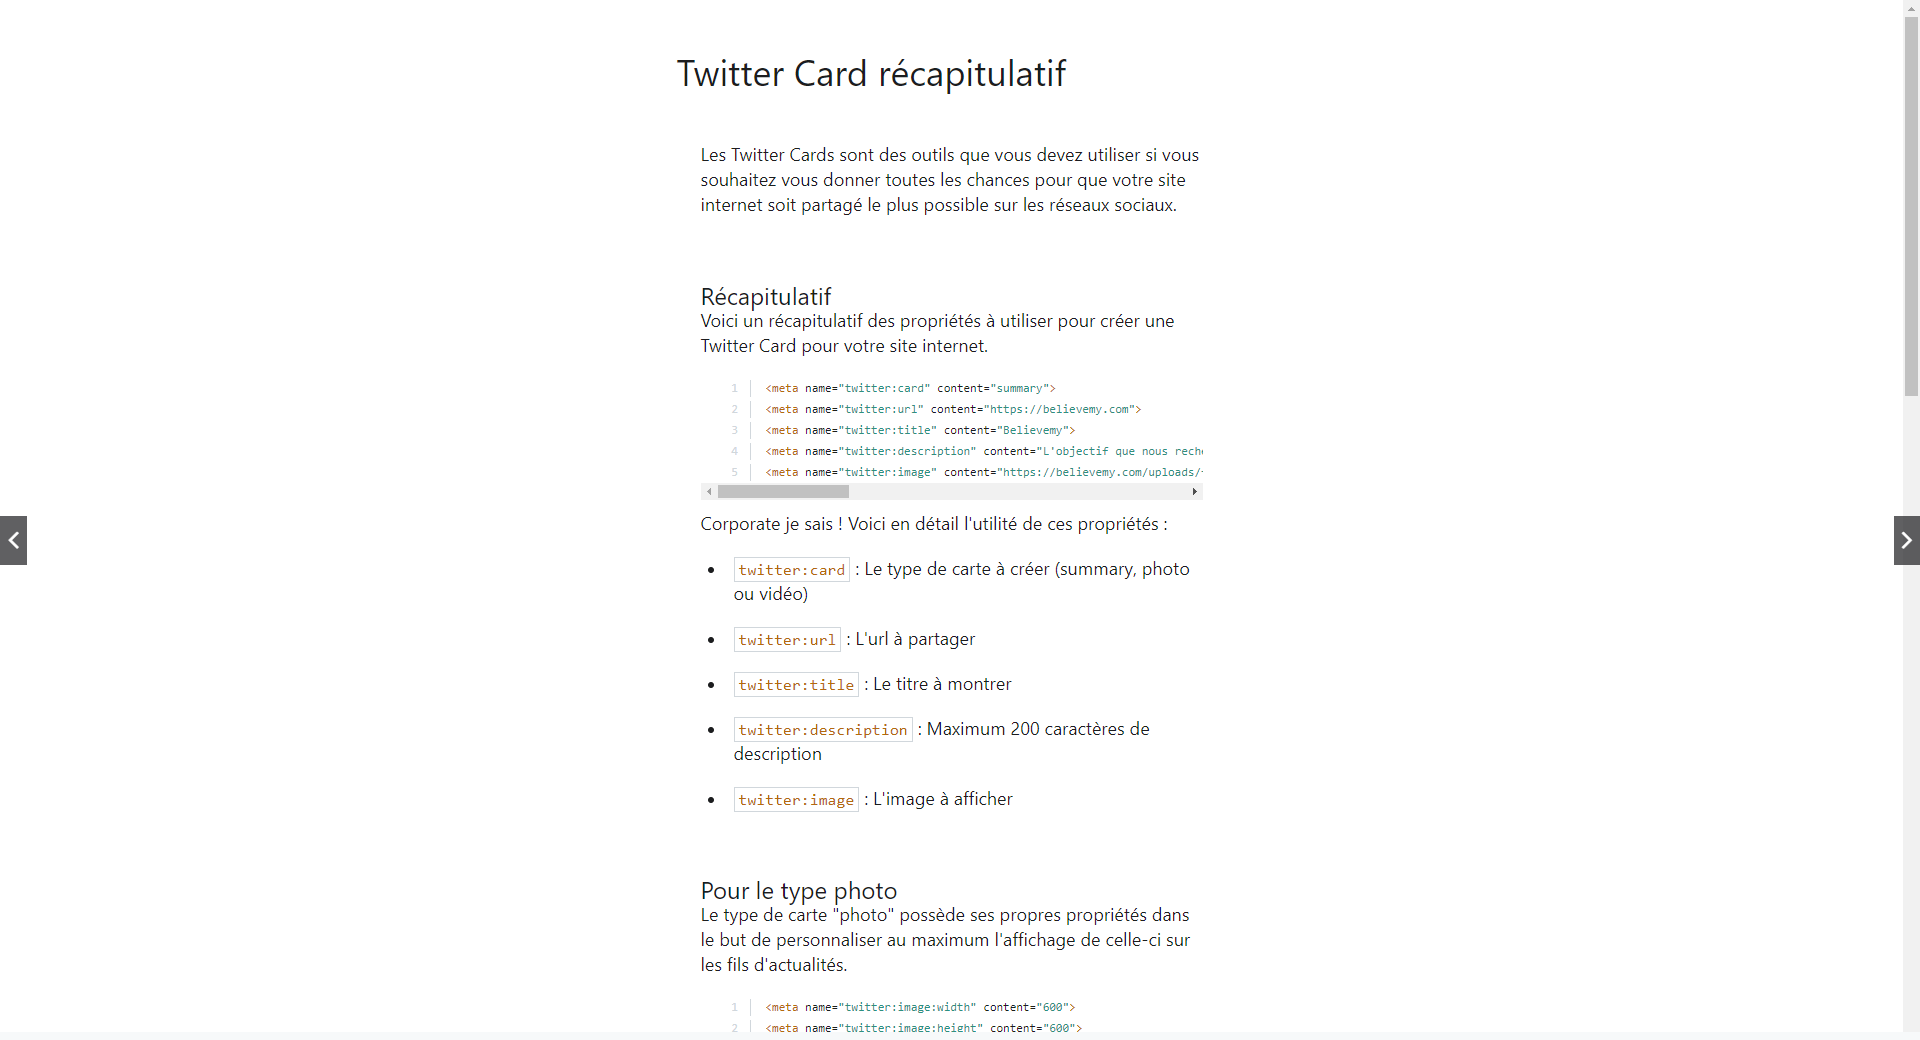 Twitter Card récapitulatif
Les Twitter Cards sont des outils que vous devez utiliser si vous
souhaitez vous donner toutes les chances pour que votre site
internet soit partagé le plus possible sur les réseaux sociaux.
Récapitulatif
Voici un récapitulatif des propriétés à utiliser pour créer une
Twitter Card pour votre site internet.
1 <meta name="twitter:card" content="summary">
2 <meta name="twitter:url" content="https://believemy.com">
3 <meta name="twitter:title" content="Believemy">
4 <meta name="twitter:description" content="L'objectif que nous rech
5 <meta name="twitter:image" content="https://believemy.com/uploads/
Corporate je sais ! Voici en détail l'utilité de ces propriétés :
• twitter:card : Le type de carte à créer (summary, photo
ou vidéo)
• twitter:url : L'url à partager
• twitter:title : Le titre à montrer
• twitter:description : Maximum 200 caractères de
description
• twitter:image : L'image à afficher
Pour le type photo
Le type de carte "photo" possède ses propres propriétés dans
le but de personnaliser au maximum l'affichage de celle-ci sur
les fils d'actualités.
1 <meta name="twitter:image:width" content="600">
2 <meta name="twitter:image:height" content="600">